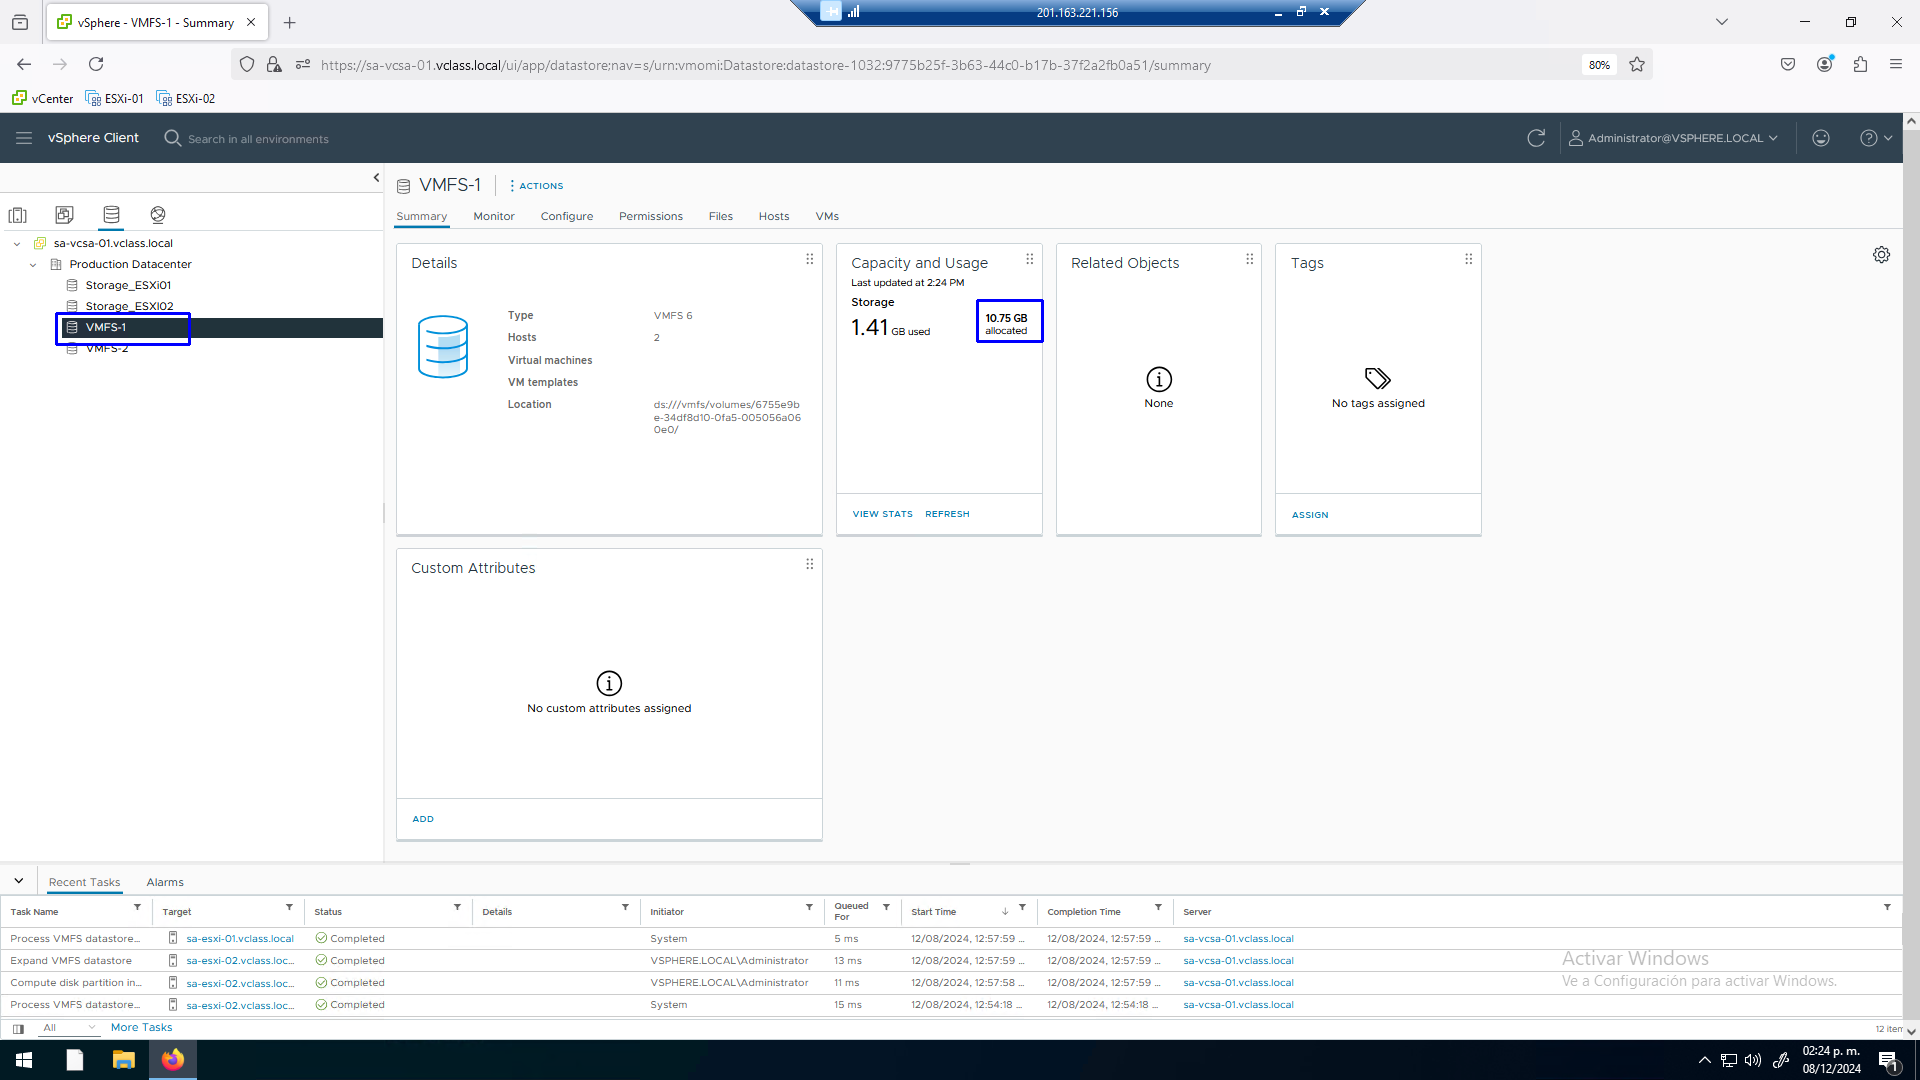 vSphere - VMFS-1 - Summary
201.163.221.156
https://sa-vcsa-01.vclass.local/ui/app/datastore;nav=s/urn:vmomi:Datastore:datastore-1032:9775b25f-3b63-44c0-b17b-37f2a2fb0a51/summary
80%
vCenter ESXi-01 ESXi-02
vSphere Client
Search in all environments
Administrator@VSPHERE.LOCAL
VMFS-1
ACTIONS
Summary Monitor Configure Permissions Files Hosts VMs
sa-vcsa-01.vclass.local
Production Datacenter
Storage_ESXi01
Storage_ESXI02
VMFS-1
VMFS-2
Details
Type VMFS 6
Hosts 2
Virtual machines
VM templates
Location ds:///vmfs/volumes/6755e9b
e-34df8d10-0fa5-005056a06
0e0/
Capacity and Usage
Last updated at 2:24 PM
Storage
1.41 GB used
10.75 GB
allocated
VIEW STATS REFRESH
Related Objects
None
Tags
No tags assigned
ASSIGN
Custom Attributes
No custom attributes assigned
ADD
Recent Tasks Alarms
Task Name Target Status Details Initiator Queued For Start Time Completion Time Server
Process VMFS datastore... sa-esxi-01.vclass.local Completed System 5 ms 12/08/2024, 12:57:59 ... 12/08/2024, 12:57:59 ... sa-vcsa-01.vclass.local
Expand VMFS datastore sa-esxi-02.vclass.loc... Completed VSPHERE.LOCAL\Administrator 13 ms 12/08/2024, 12:57:59 ... 12/08/2024, 12:57:59 ... sa-vcsa-01.vclass.local
Compute disk partition in... sa-esxi-02.vclass.loc... Completed VSPHERE.LOCAL\Administrator 11 ms 12/08/2024, 12:57:58 ... 12/08/2024, 12:57:59 ... sa-vcsa-01.vclass.local
Process VMFS datastore... sa-esxi-02.vclass.loc... Completed System 15 ms 12/08/2024, 12:54:18 ... 12/08/2024, 12:54:18 ... sa-vcsa-01.vclass.local
All More Tasks
12 item
Activar Windows
Ve a Configuración para activar Windows.
02:24 p. m.
08/12/2024
1